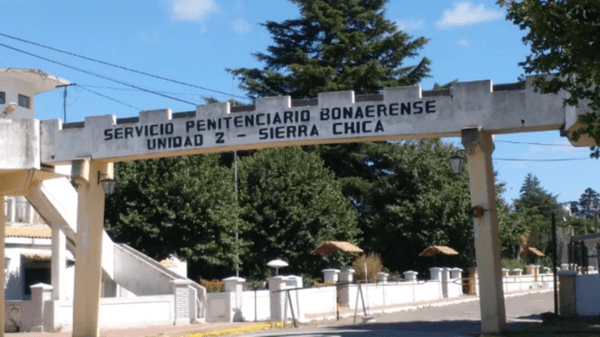 SERVICIO PENITENCIARIO BONAERENSE
UNIDAD 2 - SIERRA CHICA